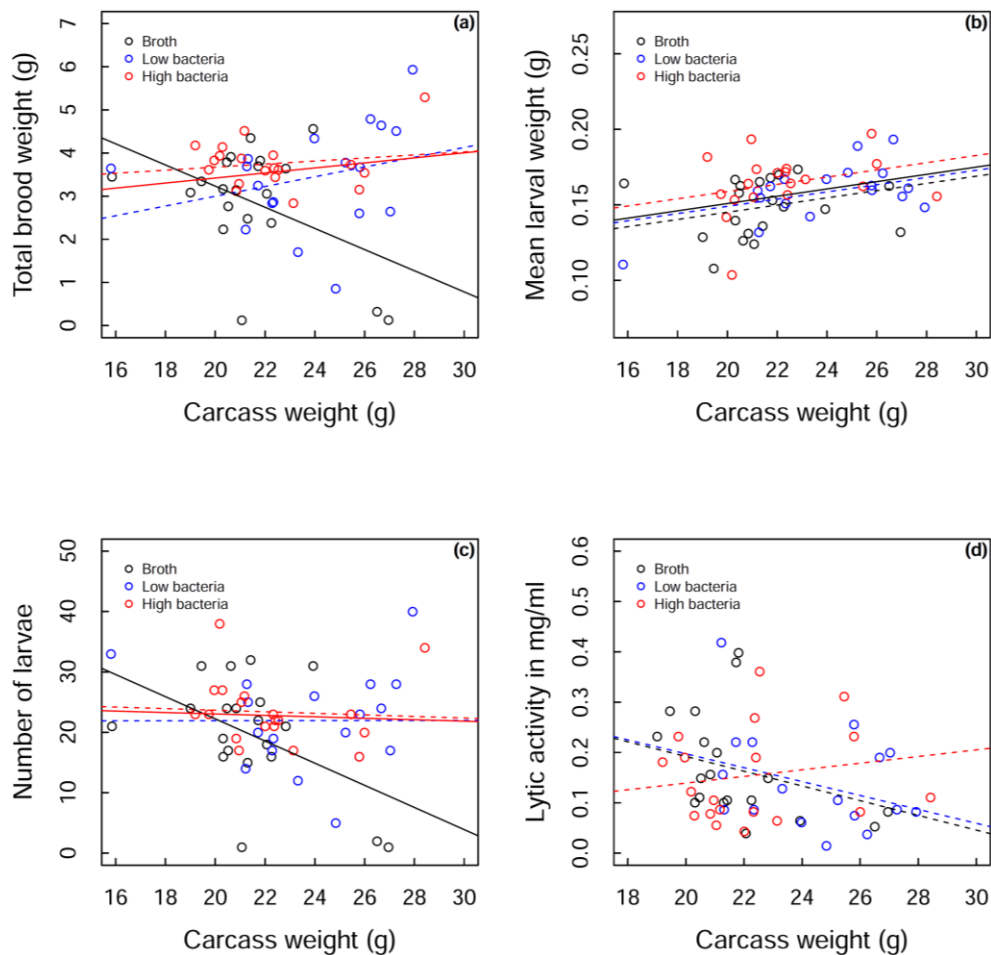 (a)
Broth
Low bacteria
High bacteria
Total brood weight (g)
0 1 2 3 4 5 6 7
16 18 20 22 24 26 28 30
Carcass weight (g)
(b)
Broth
Low bacteria
High bacteria
Mean larval weight (g)
0.10 0.15 0.20 0.25
16 18 20 22 24 26 28 30
Carcass weight (g)
(c)
Broth
Low bacteria
High bacteria
Number of larvae
0 10 20 30 40 50
16 18 20 22 24 26 28 30
Carcass weight (g)
(d)
Broth
Low bacteria
High bacteria
Lytic activity in mg/ml
0.0 0.1 0.2 0.3 0.4 0.5 0.6
18 20 22 24 26 28 30
Carcass weight (g)